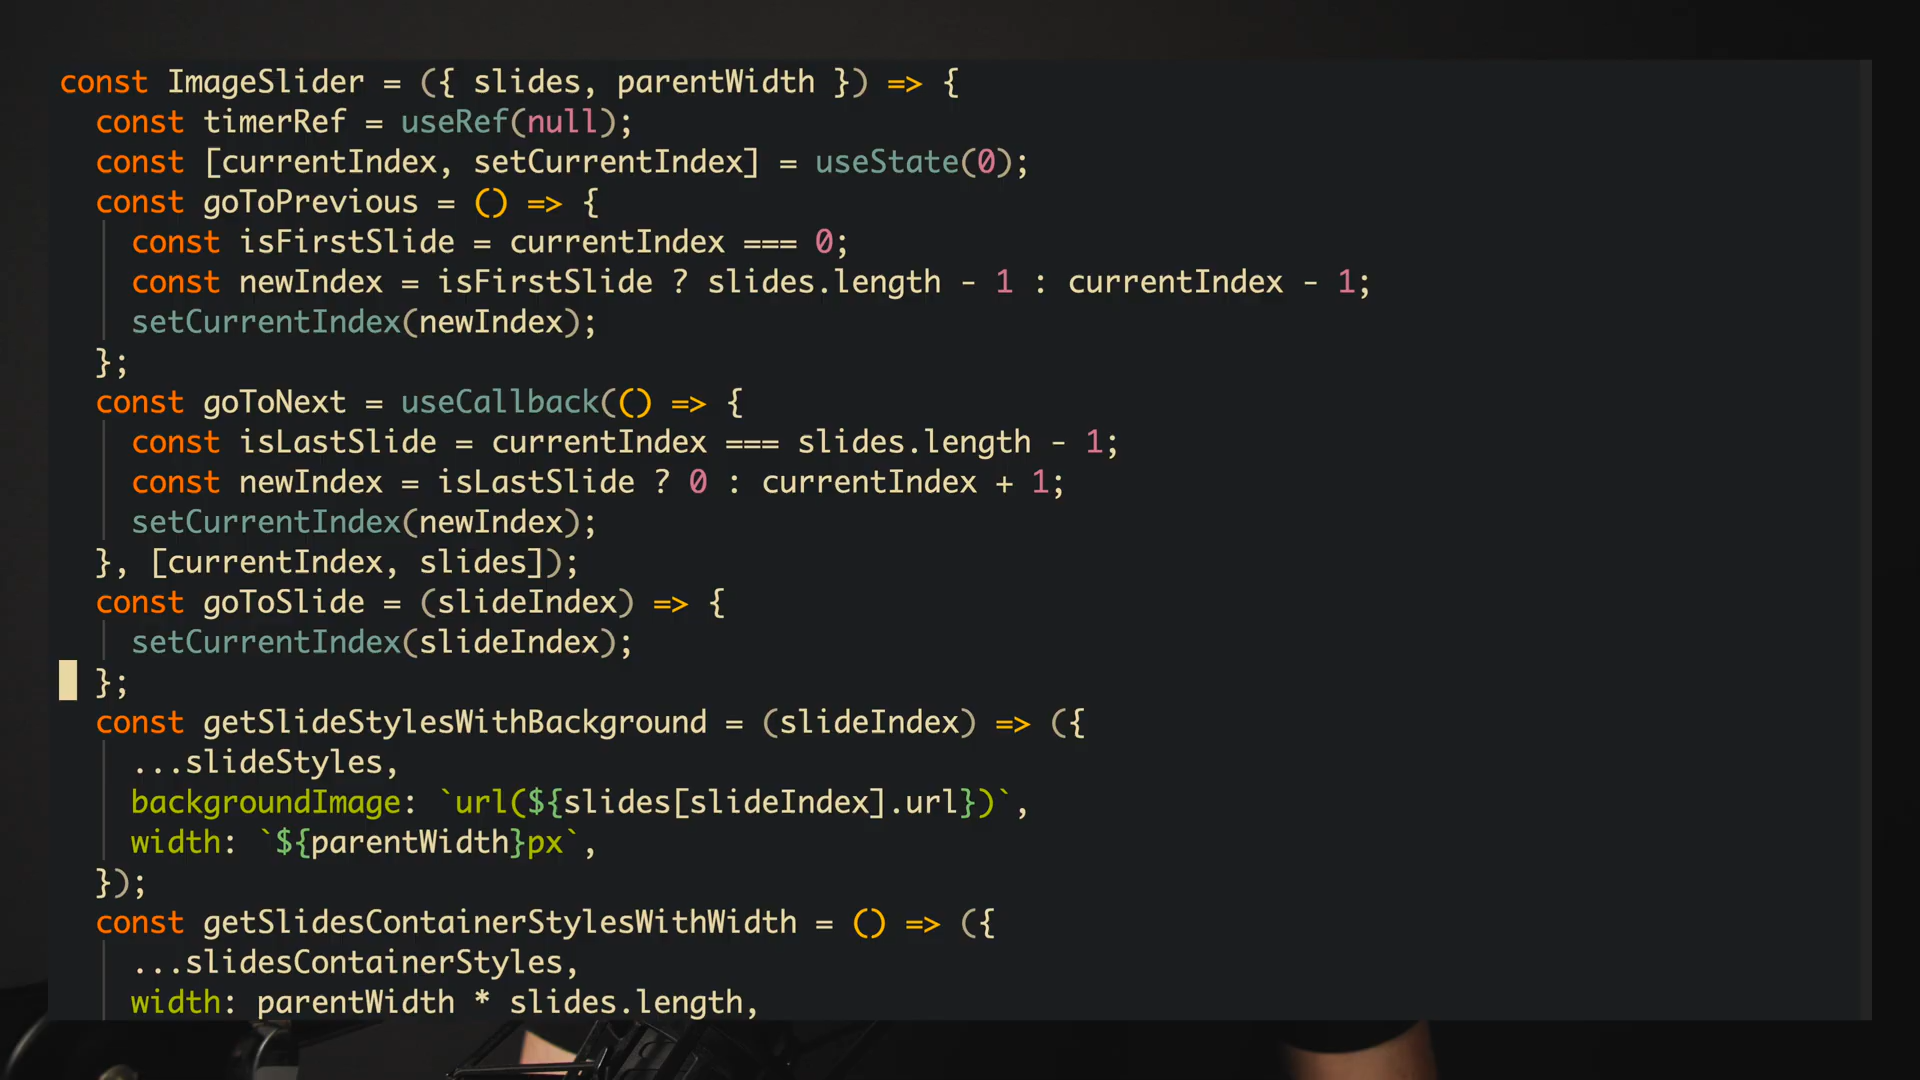 const ImageSlider = ({ slides, parentWidth }) => {
  const timerRef = useRef(null);
  const [currentIndex, setCurrentIndex] = useState(0);
  const goToPrevious = () => {
    const isFirstSlide = currentIndex === 0;
    const newIndex = isFirstSlide ? slides.length - 1 : currentIndex - 1;
    setCurrentIndex(newIndex);
  };
  const goToNext = useCallback(() => {
    const isLastSlide = currentIndex === slides.length - 1;
    const newIndex = isLastSlide ? 0 : currentIndex + 1;
    setCurrentIndex(newIndex);
  }, [currentIndex, slides]);
  const goToSlide = (slideIndex) => {
    setCurrentIndex(slideIndex);
  };
  const getSlideStylesWithBackground = (slideIndex) => ({
    ...slideStyles,
    backgroundImage: `url(${slides[slideIndex].url})`,
    width: `${parentWidth}px`,
  });
  const getSlidesContainerStylesWithWidth = () => ({
    ...slidesContainerStyles,
    width: parentWidth * slides.length,